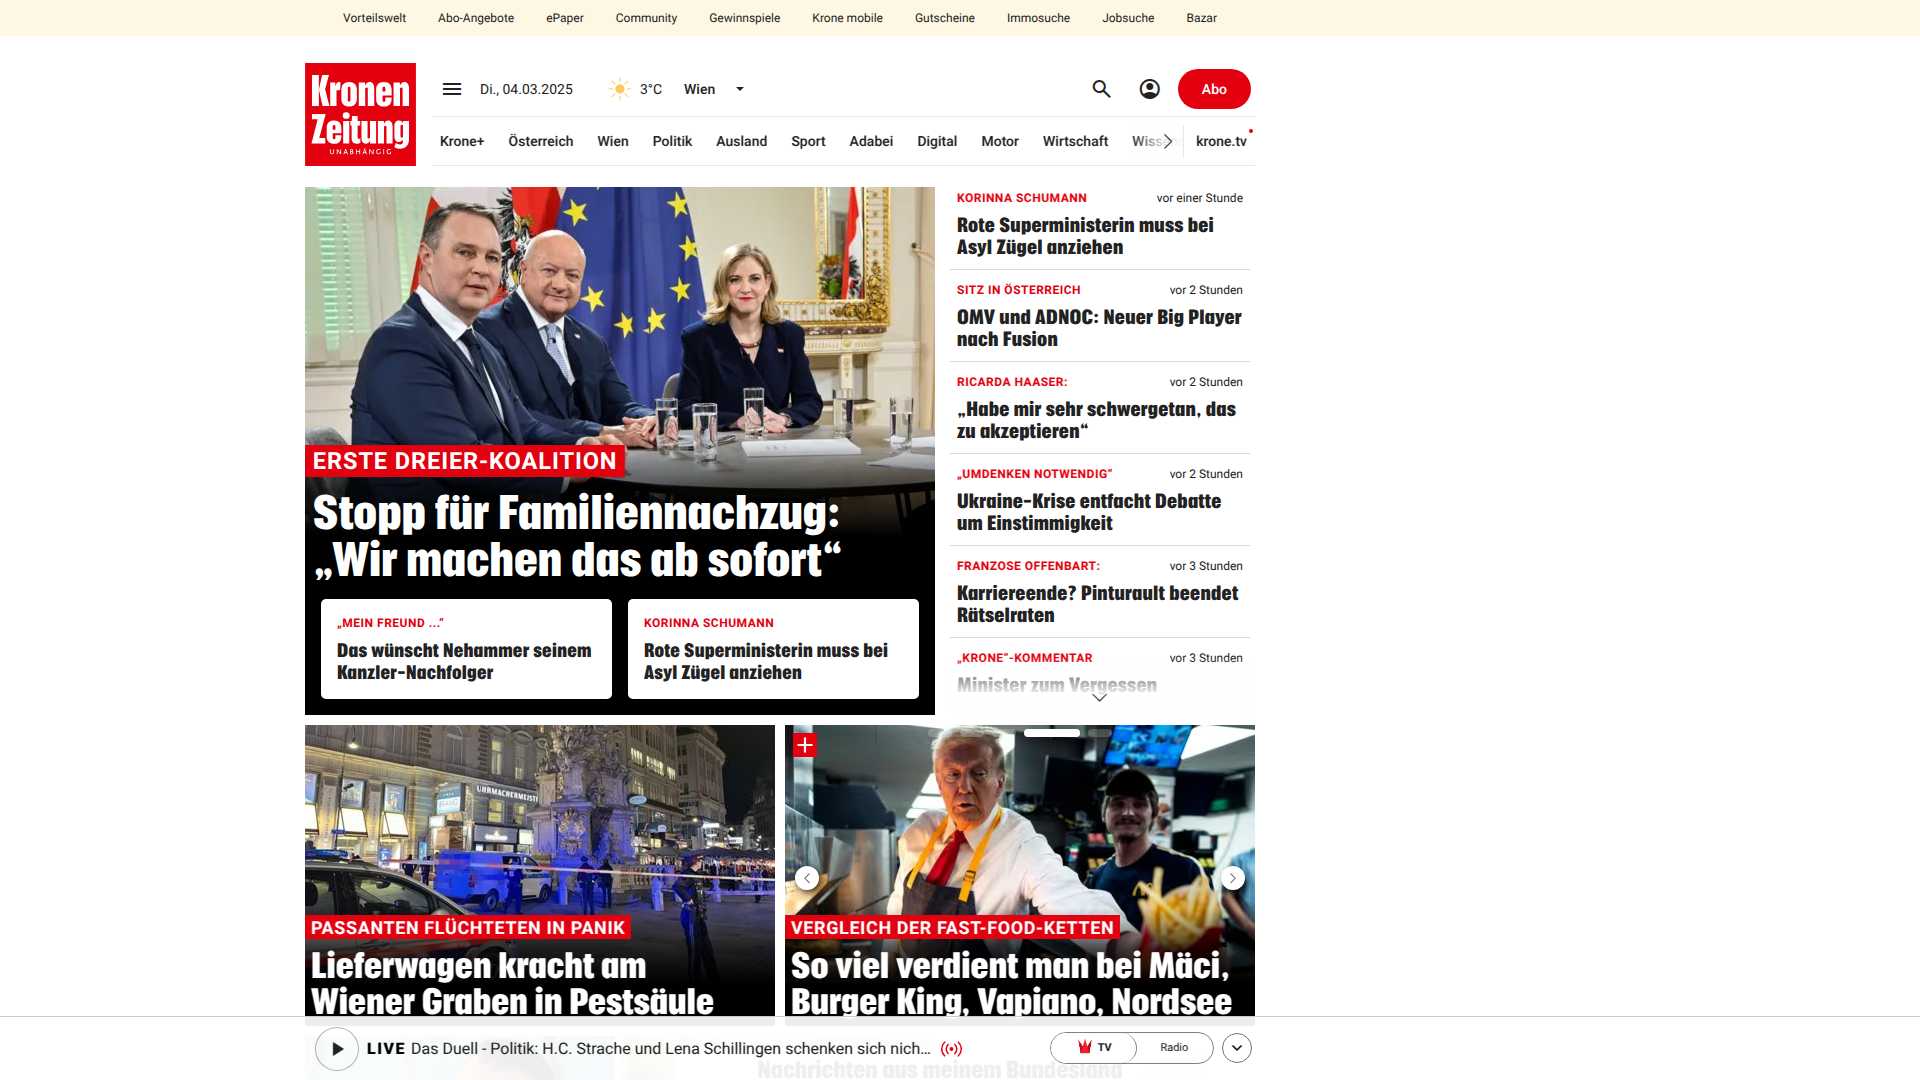 Vorteilswelt Abo-Angebote ePaper Community Gewinnspiele Krone mobile Gutscheine Immosuche Jobsuche Bazar
Kronen
Zeitung
UNABHÄNGIG
Di., 04.03.2025 3°C Wien
Abo
Krone+ Österreich Wien Politik Ausland Sport Adabei Digital Motor Wirtschaft krone.tv
ERSTE DREIER-KOALITION
Stopp für Familiennachzug:
„Wir machen das ab sofort“
„MEIN FREUND ...“
Das wünscht Nehammer seinem
Kanzler-Nachfolger
KORINNA SCHUMANN
Rote Superministerin muss bei
Asyl Zügel anziehen
KORINNA SCHUMANN vor einer Stunde
Rote Superministerin muss bei
Asyl Zügel anziehen
SITZ IN ÖSTERREICH vor 2 Stunden
OMV und ADNOC: Neuer Big Player
nach Fusion
RICARDA HAASER: vor 2 Stunden
„Habe mir sehr schwergetan, das
zu akzeptieren“
„UMDENKEN NOTWENDIG“ vor 2 Stunden
Ukraine-Krise entfacht Debatte
um Einstimmigkeit
FRANZOSE OFFENBART: vor 3 Stunden
Karriereende? Pinturault beendet
Rätselraten
„KRONE“-KOMMENTAR vor 3 Stunden
Minister zum Vergessen
UHRMACHERMEISTER
PASSANTEN FLÜCHTETEN IN PANIK
Lieferwagen kracht am
Wiener Graben in Pestsäule
VERGLEICH DER FAST-FOOD-KETTEN
So viel verdient man bei Mäci,
Burger King, Vapiano, Nordsee
LIVE Das Duell - Politik: H.C. Strache und Lena Schillingen schenken sich nich...
TV Radio
Nachrichten aus meinem Bundesland